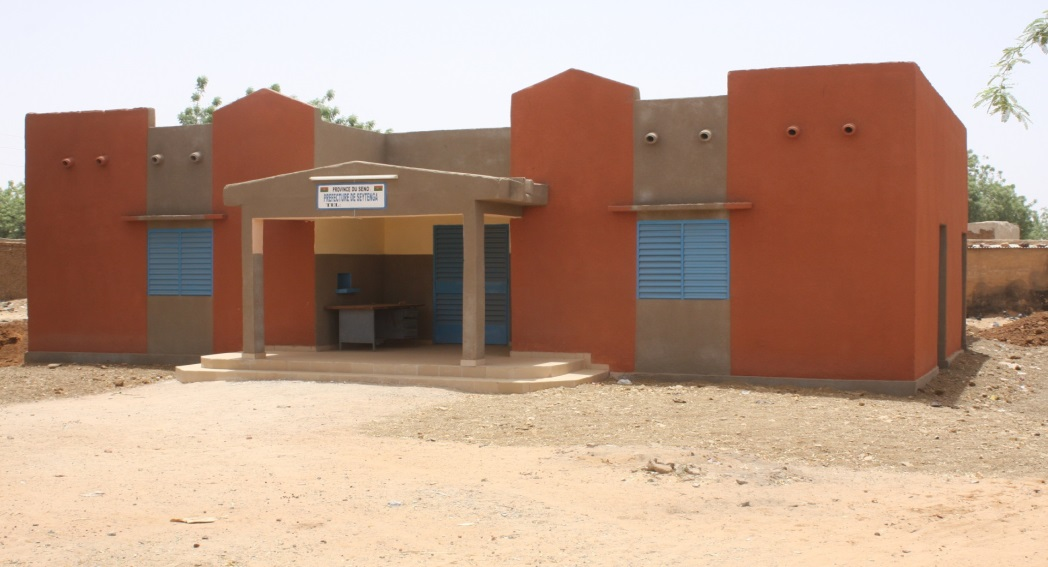 PROVINCE DU SENO
PREFECTURE DE SEYTENGA